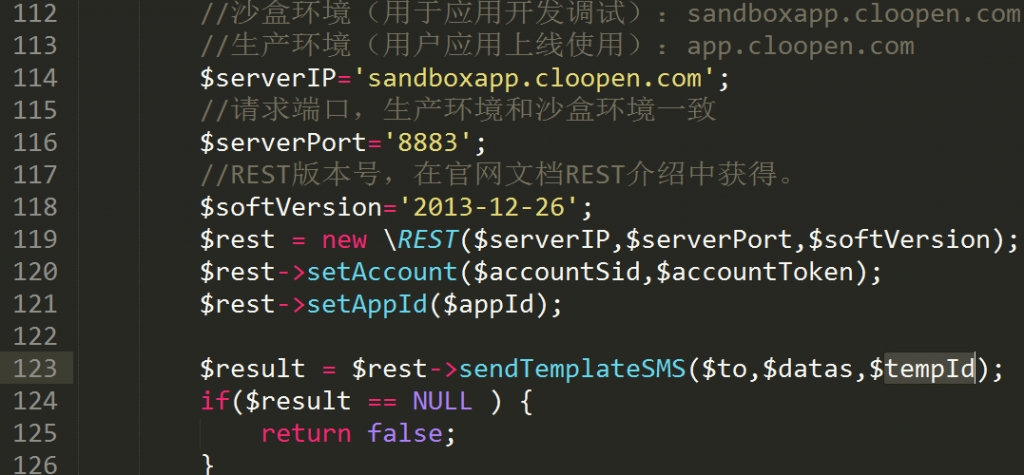 112 //沙盒环境（用于应用开发调试）：sandboxapp.cloopen.com
113 //生产环境（用户应用上线使用）：app.cloopen.com
114 $serverIP='sandboxapp.cloopen.com';
115 //请求端口，生产环境和沙盒环境一致
116 $serverPort='8883';
117 //REST版本号，在官网文档REST介绍中获得。
118 $softVersion='2013-12-26';
119 $rest = new \REST($serverIP,$serverPort,$softVersion);
120 $rest->setAccount($accountSid,$accountToken);
121 $rest->setAppId($appId);
122
123 $result = $rest->sendTemplateSMS($to,$datas,$tempId);
124 if($result == NULL ) {
125 return false;
126 }